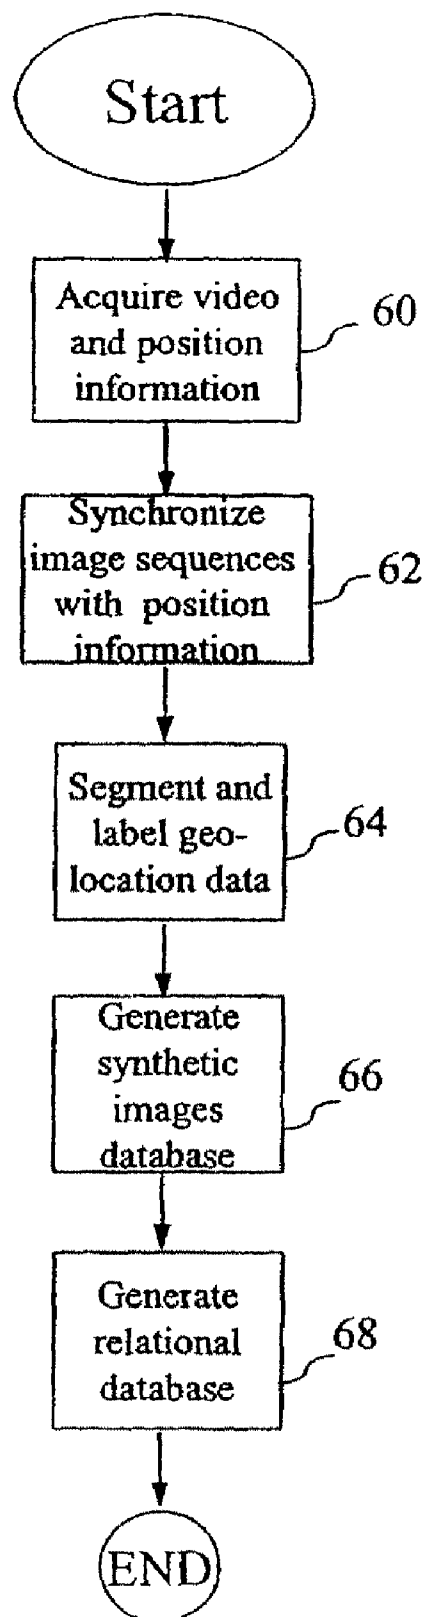 Start
Acquire video
and position
information
60
Synchronize
image sequences
with position
information
62
Segment and
label geo-
location data
64
Generate
synthetic
images
database
66
Generate
relational
database
68
END